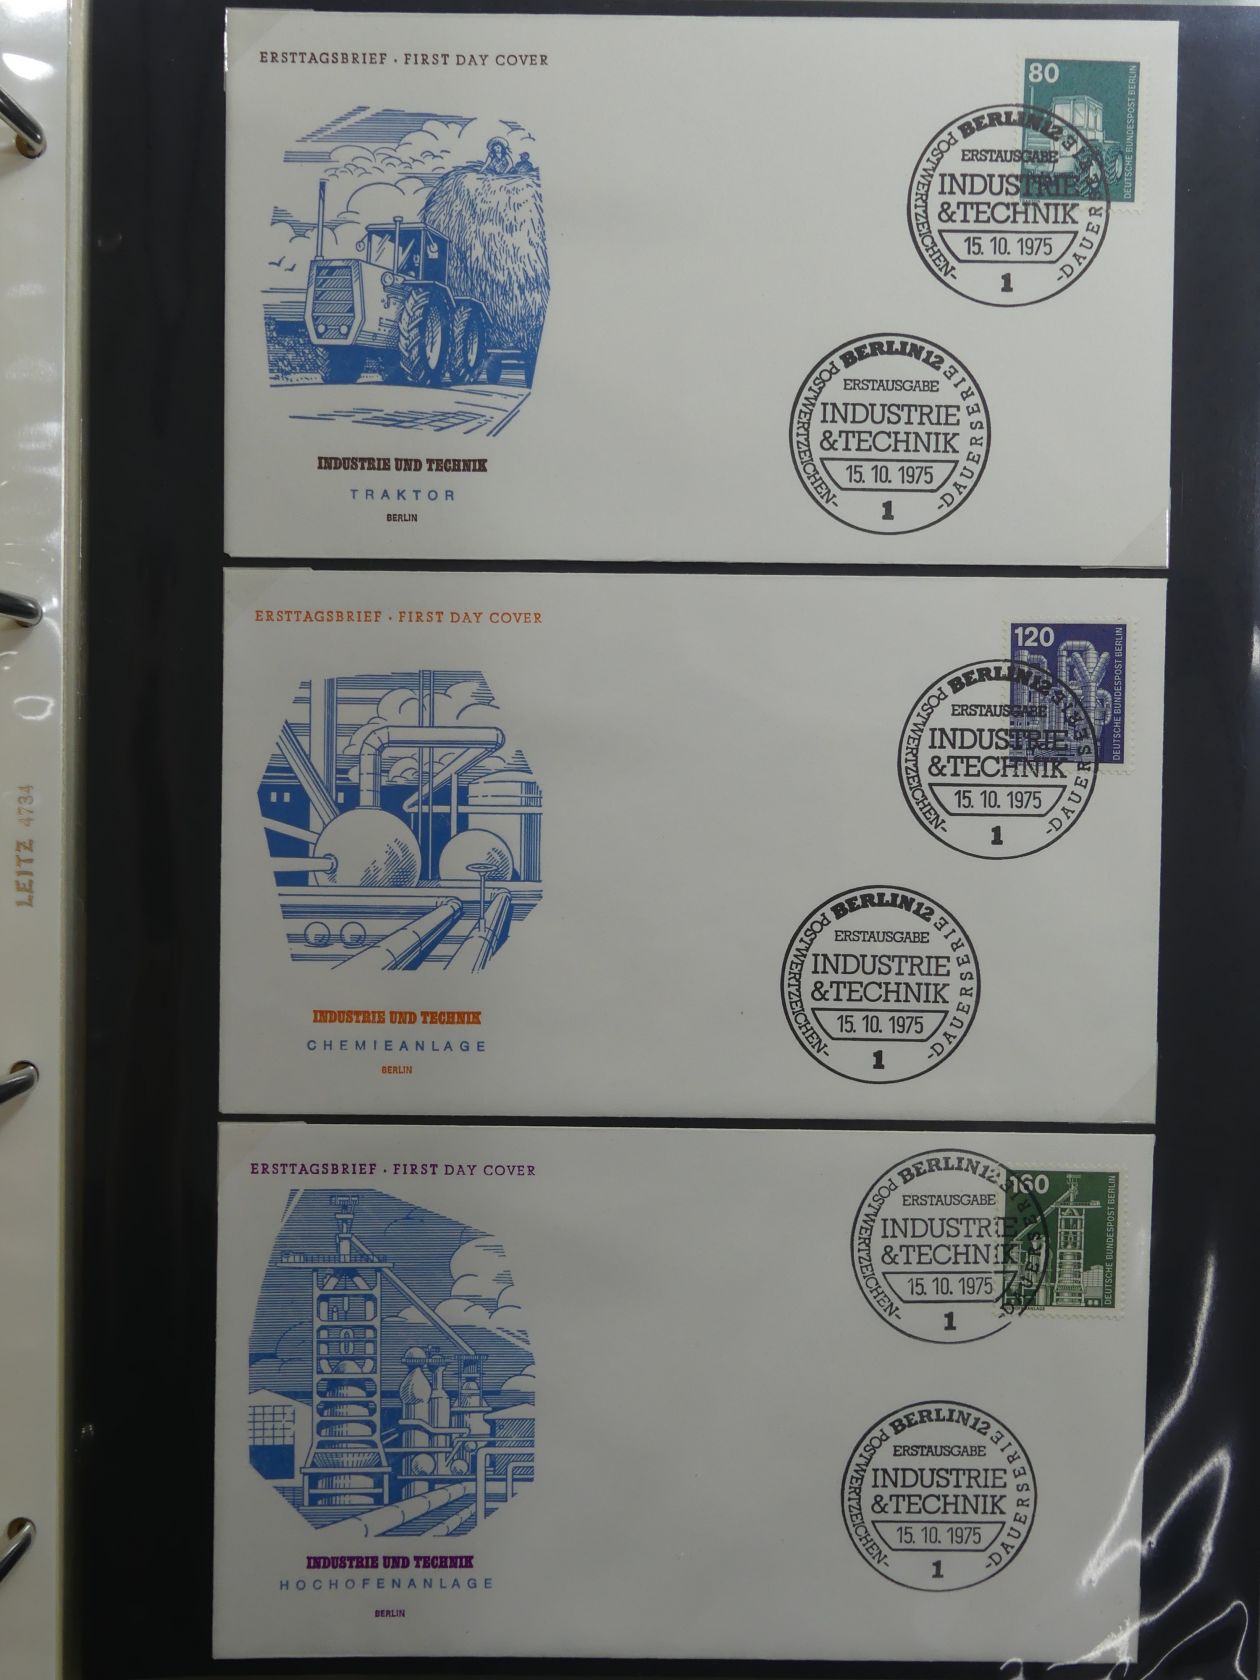 ERSTTAGSBRIEF · FIRST DAY COVER
80
DEUTSCHE BUNDESPOST BERLIN
BERLIN 12
POSTWERTZEICHEN- -DAUERSERIE
ERSTAUSGABE
INDUSTRIE
&TECHNIK
15.10.1975
1
BERLIN 12
POSTWERTZEICHEN- -DAUERSERIE
ERSTAUSGABE
INDUSTRIE
&TECHNIK
15.10.1975
1
INDUSTRIE UND TECHNIK
TRAKTOR
BERLIN
ERSTTAGSBRIEF · FIRST DAY COVER
120
DEUTSCHE BUNDESPOST BERLIN
BERLIN 12
POSTWERTZEICHEN- -DAUERSERIE
ERSTAUSGABE
INDUSTRIE
&TECHNIK
15.10.1975
1
BERLIN 12
POSTWERTZEICHEN- -DAUERSERIE
ERSTAUSGABE
INDUSTRIE
&TECHNIK
15.10.1975
1
INDUSTRIE UND TECHNIK
CHEMIEANLAGE
BERLIN
ERSTTAGSBRIEF · FIRST DAY COVER
160
DEUTSCHE BUNDESPOST BERLIN
BERLIN 12
POSTWERTZEICHEN- -DAUERSERIE
ERSTAUSGABE
INDUSTRIE
&TECHNIK
15.10.1975
1
BERLIN 12
POSTWERTZEICHEN- -DAUERSERIE
ERSTAUSGABE
INDUSTRIE
&TECHNIK
15.10.1975
1
INDUSTRIE UND TECHNIK
HOCHOFENANLAGE
BERLIN
LEITZ 4734